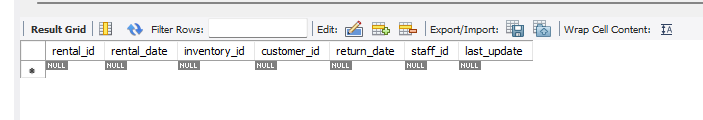 Result Grid Filter Rows: Edit: Export/Import: Wrap Cell Content: IA
rental_id rental_date inventory_id customer_id return_date staff_id last_update
NULL NULL NULL NULL NULL NULL NULL